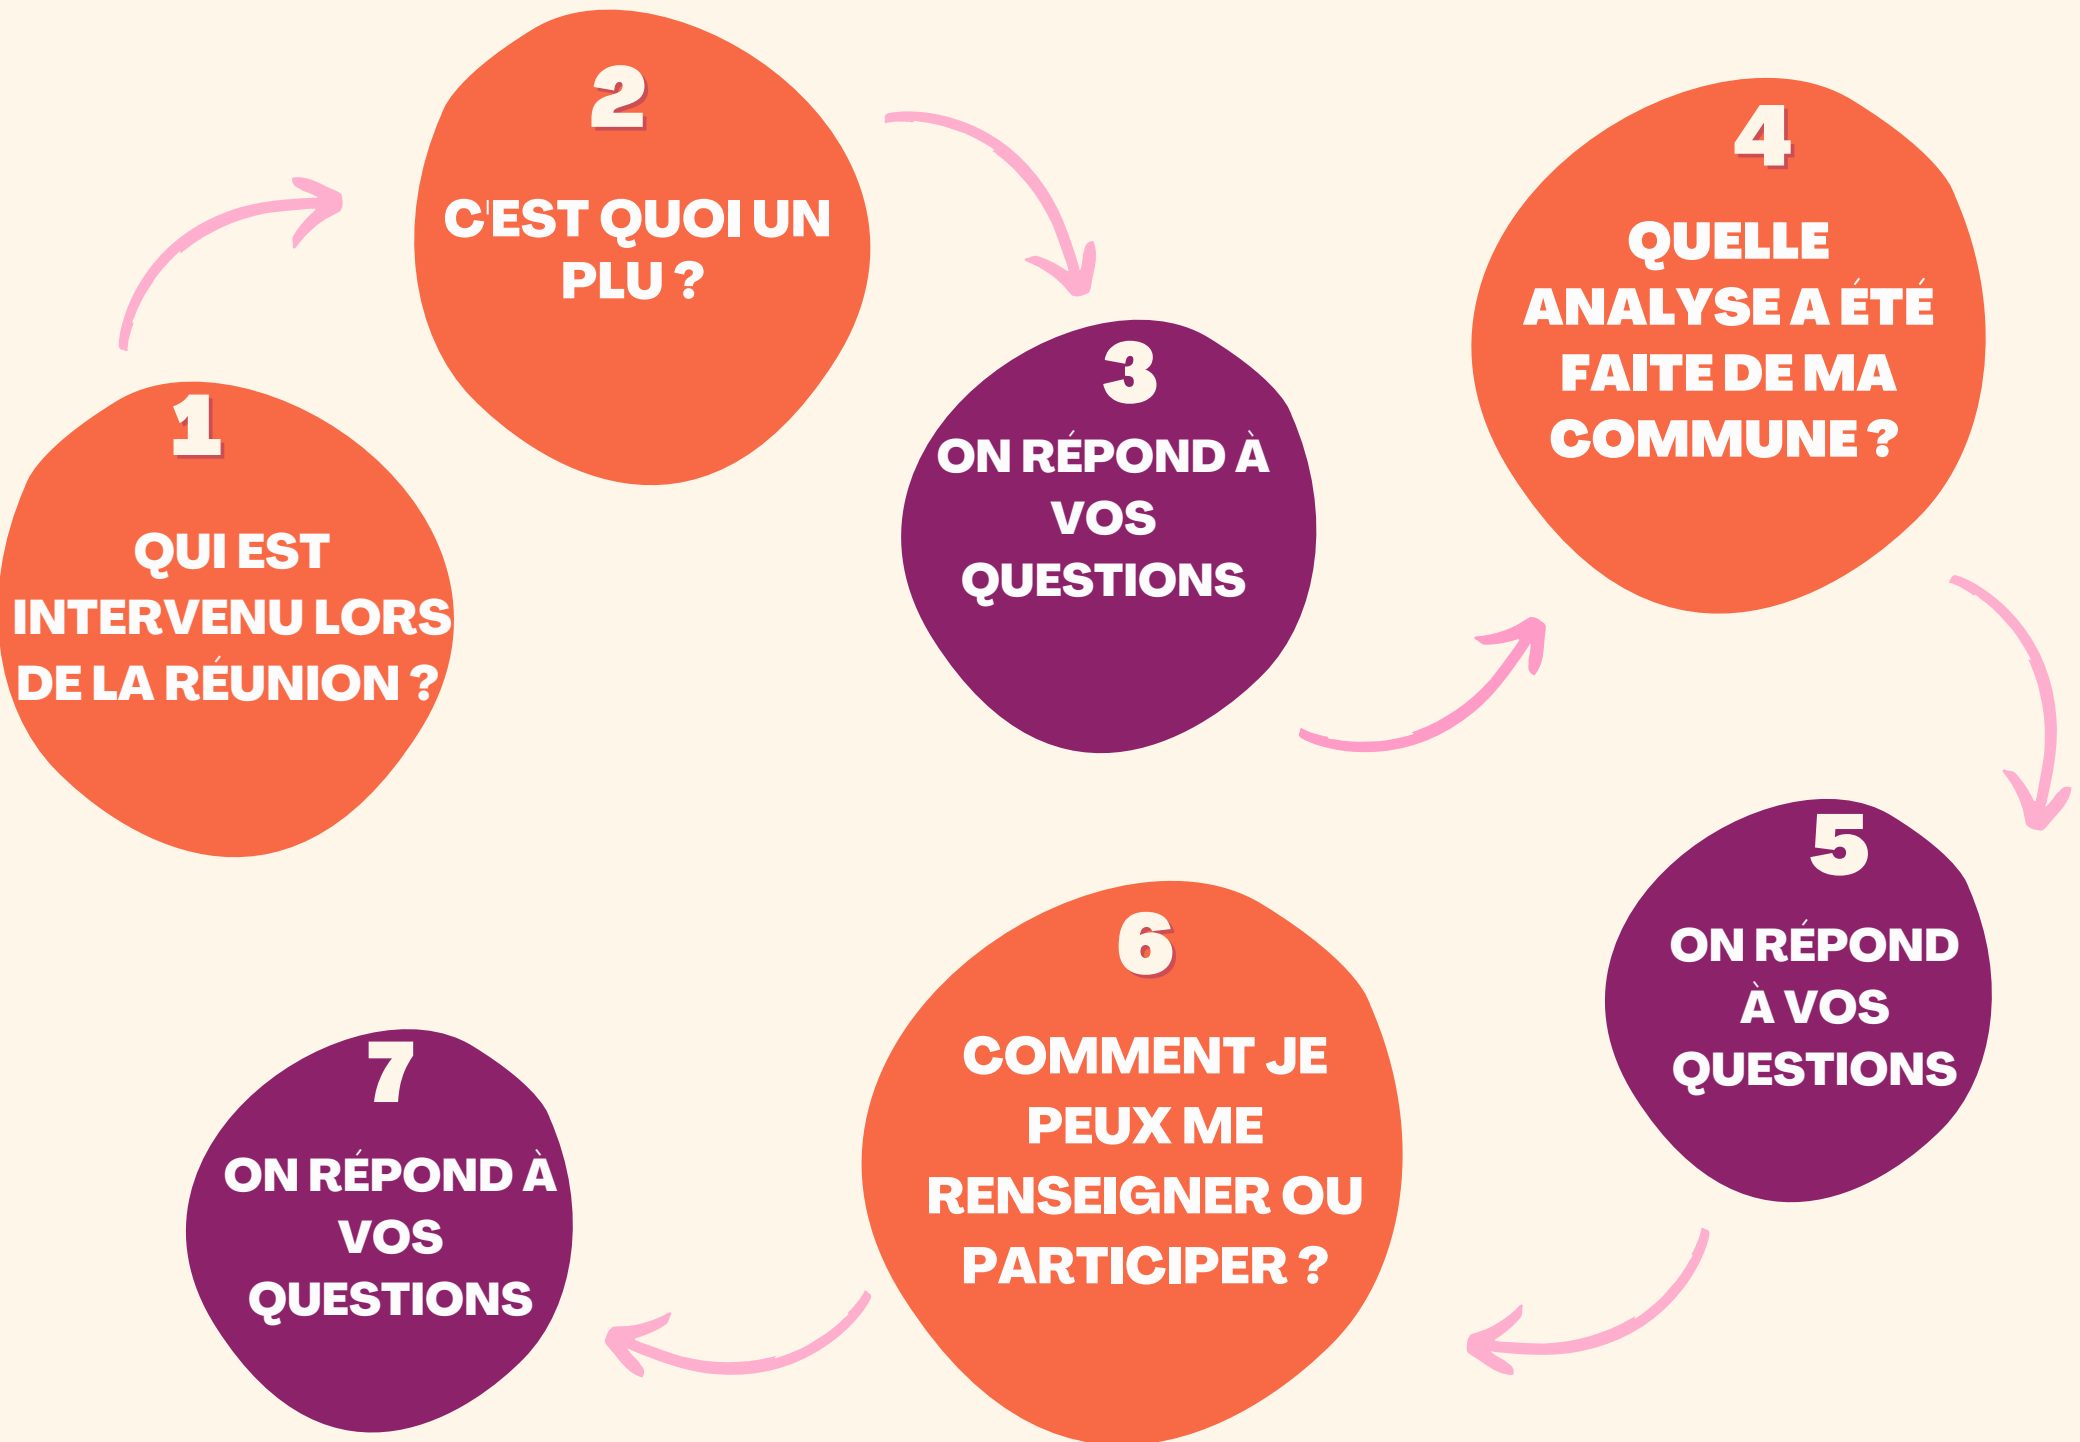 1
QUI EST
INTERVENU LORS
DE LA RÉUNION ?
2
C'EST QUOI UN
PLU ?
3
ON RÉPOND À
VOS
QUESTIONS
4
QUELLE
ANALYSE A ÉTÉ
FAITE DE MA
COMMUNE ?
5
ON RÉPOND
À VOS
QUESTIONS
6
COMMENT JE
PEUX ME
RENSEIGNER OU
PARTICIPER ?
7
ON RÉPOND À
VOS
QUESTIONS